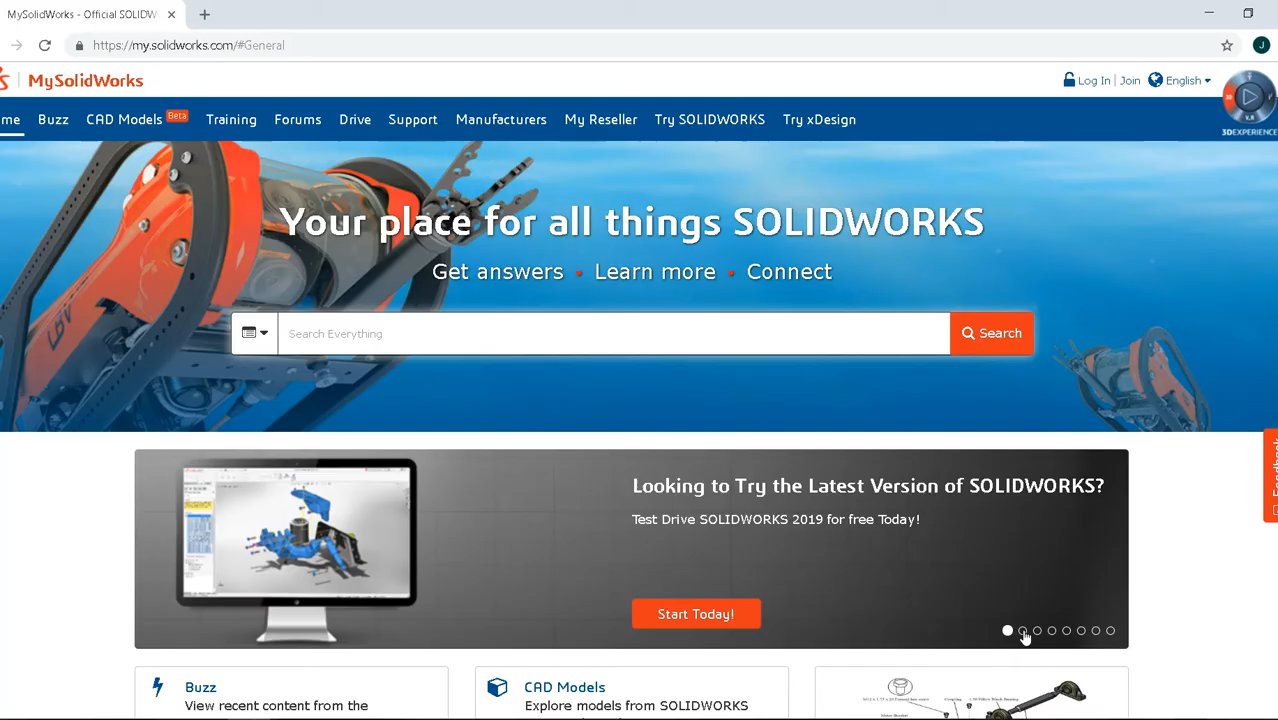 MySolidWorks - Official SOLIDW
https://my.solidworks.com/#General
J
MySolidWorks
Log In | Join
English
me
Buzz
CAD Models Beta
Training
Forums
Drive
Support
Manufacturers
My Reseller
Try SOLIDWORKS
Try xDesign
3D
V.R
3DEXPERIENCE
LBV
Your place for all things SOLIDWORKS
Get answers • Learn more • Connect
Search Everything
Search
Feedback
Looking to Try the Latest Version of SOLIDWORKS?
Test Drive SOLIDWORKS 2019 for free Today!
Start Today!
Buzz
View recent content from the
CAD Models
Explore models from SOLIDWORKS